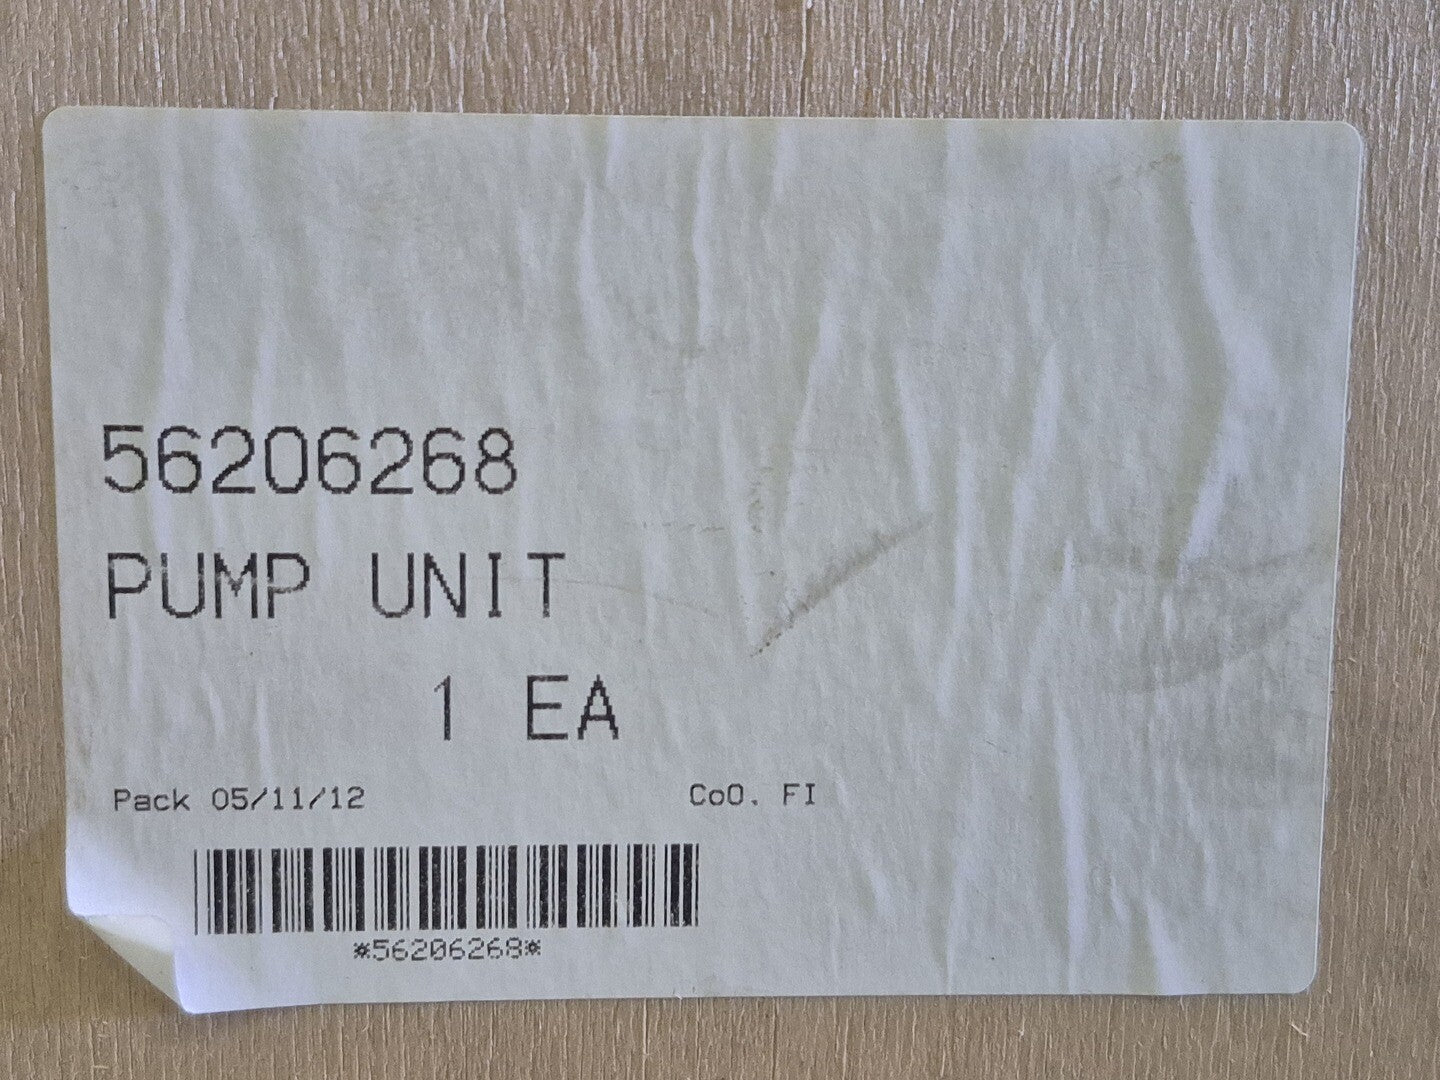 56206268
PUMP UNIT
1 EA
Pack 05/11/12 CoO. FI
*56206268*